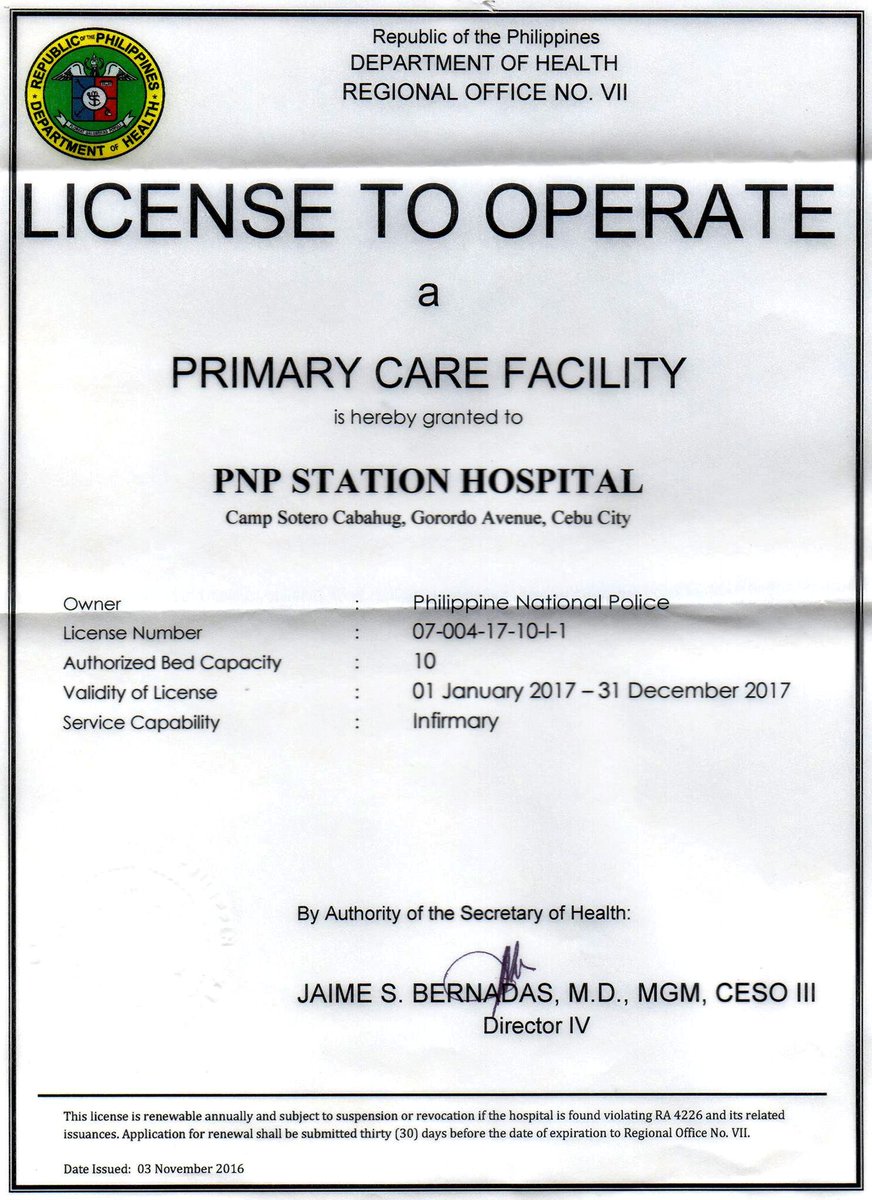 REPUBLIC OF THE PHILIPPINES
DEPARTMENT OF HEALTH
Republic of the Philippines
DEPARTMENT OF HEALTH
REGIONAL OFFICE NO. VII
LICENSE TO OPERATE
a
PRIMARY CARE FACILITY
is hereby granted to
PNP STATION HOSPITAL
Camp Sotero Cabahug, Gorordo Avenue, Cebu City
Owner : Philippine National Police
License Number : 07-004-17-10-I-1
Authorized Bed Capacity : 10
Validity of License : 01 January 2017 – 31 December 2017
Service Capability : Infirmary
By Authority of the Secretary of Health:
JAIME S. BERNADAS, M.D., MGM, CESO III
Director IV
This license is renewable annually and subject to suspension or revocation if the hospital is found violating RA 4226 and its related
issuances. Application for renewal shall be submitted thirty (30) days before the date of expiration to Regional Office No. VII.
Date Issued: 03 November 2016